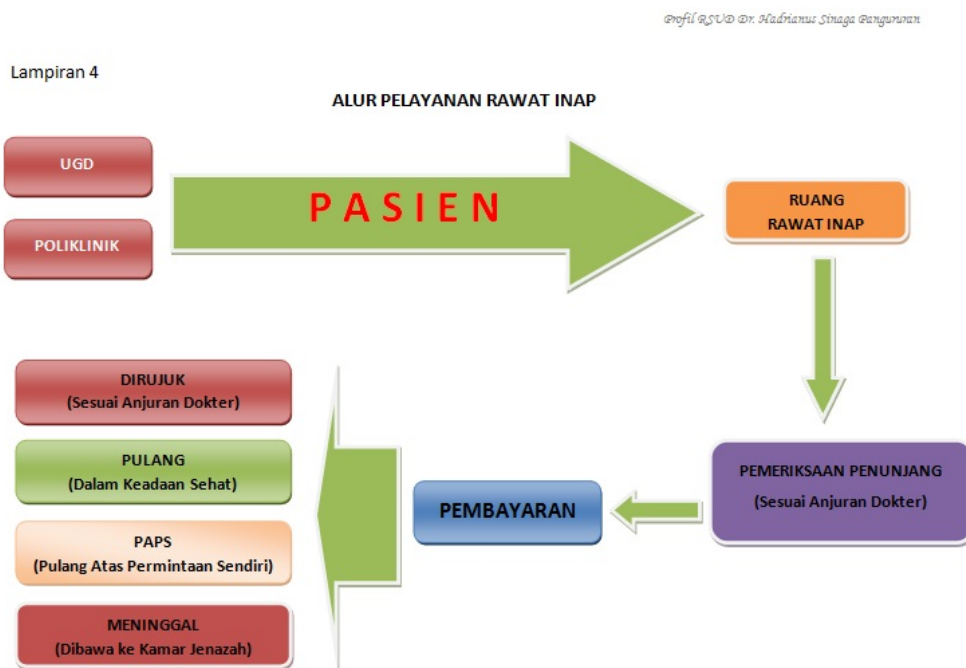 Profil RSUD Dr. Hadrianus Sinaga Pangururan
Lampiran 4
ALUR PELAYANAN RAWAT INAP
UGD
POLIKLINIK
PASIEN
RUANG
RAWAT INAP
PEMERIKSAAN PENUNJANG
(Sesuai Anjuran Dokter)
PEMBAYARAN
DIRUJUK
(Sesuai Anjuran Dokter)
PULANG
(Dalam Keadaan Sehat)
PAPS
(Pulang Atas Permintaan Sendiri)
MENINGGAL
(Dibawa ke Kamar Jenazah)